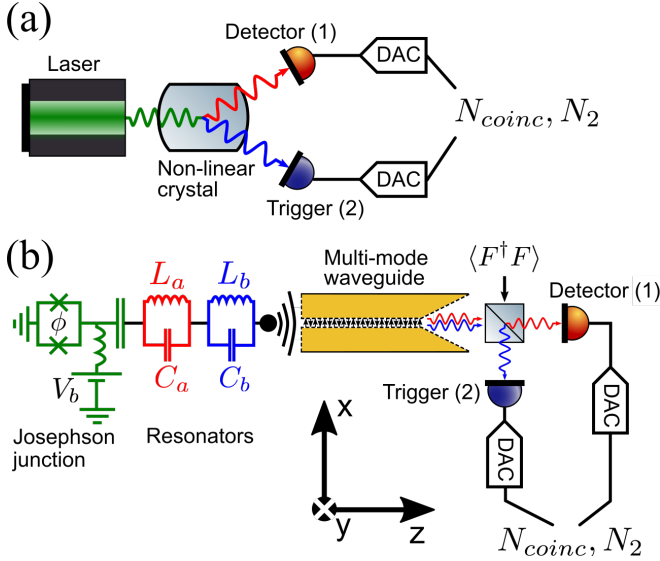 (a)
Laser
Non-linear
crystal
Detector (1)
Trigger (2)
DAC
DAC
N_{coinc}, N_2
(b)
L_a
L_b
C_a
C_b
ϕ
V_b
Josephson
junction
Resonators
Multi-mode
waveguide
⟨F†F⟩
Detector (1)
Trigger (2)
DAC
DAC
N_{coinc}, N_2
x
y
z